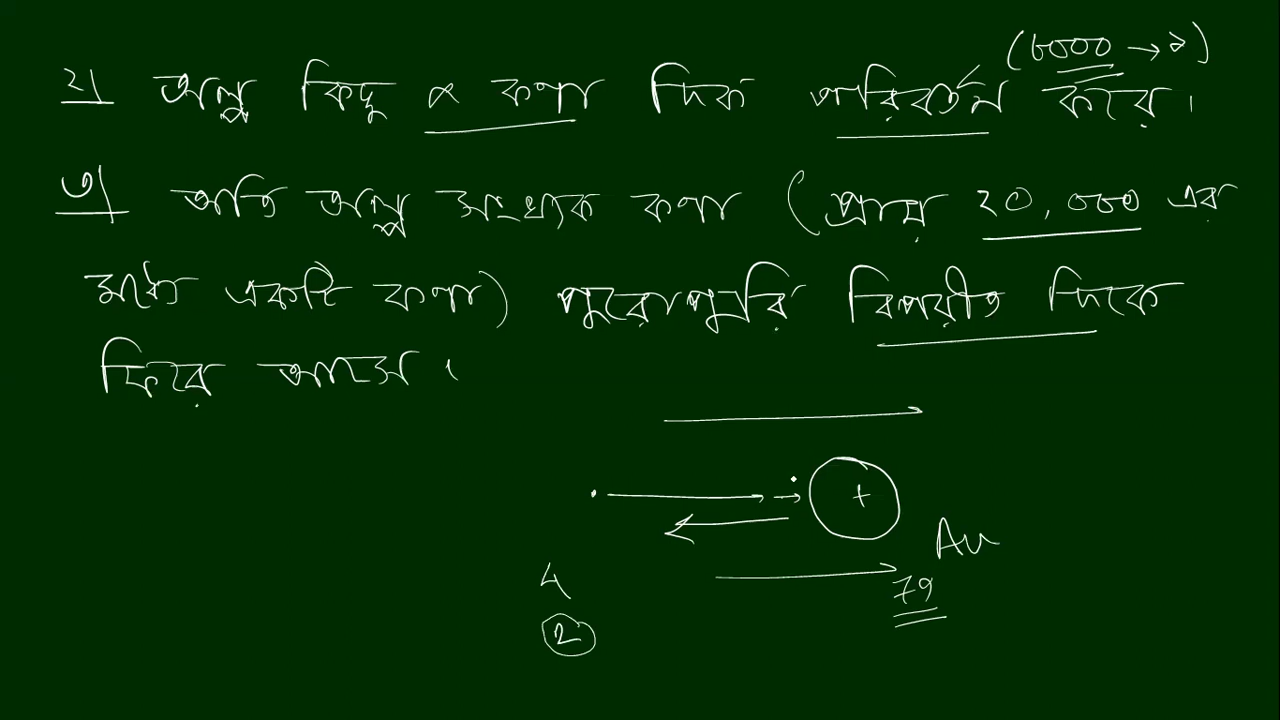 (৮০০০ → ১)
২। অল্প কিছু α কণা দিক পরিবর্তন করে।
৩। অতি অল্প সংখ্যক কণা (প্রায় ২০,০০০ এর
মধ্যে একটি কণা) পুরোপুরি বিপরীত দিকে
ফিরে আসে।
+
Au
79
4
2